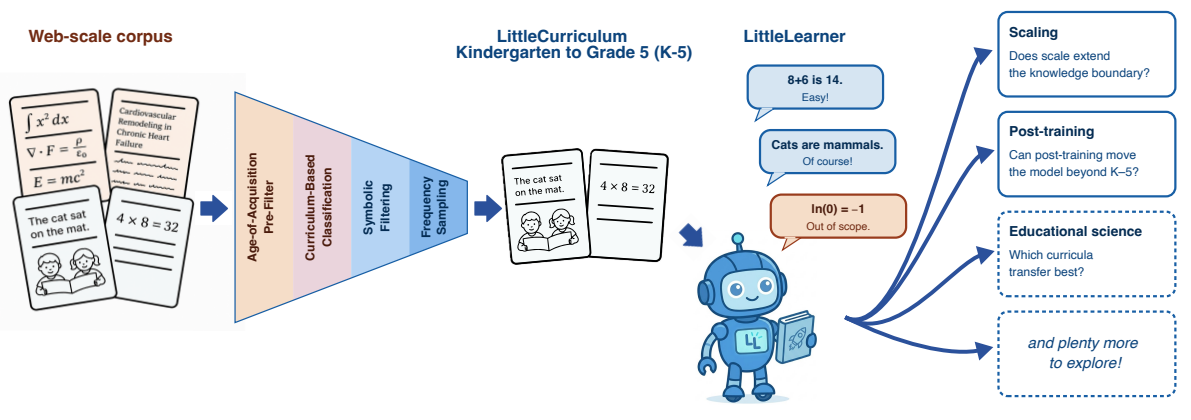 Web-scale corpus
∫ x² dx
∇ · F = ρ/ε₀
E = mc²
Cardiovascular
Remodeling in
Chronic Heart
Failure
The cat sat
on the mat.
4 × 8 = 32
Age-of-Acquisition
Pre-Filter
Curriculum-Based
Classification
Symbolic
Filtering
Frequency
Sampling
LittleCurriculum
Kindergarten to Grade 5 (K-5)
The cat sat
on the mat.
4 × 8 = 32
LittleLearner
8+6 is 14.
Easy!
Cats are mammals.
Of course!
ln(0) = −1
Out of scope.
LL
Scaling
Does scale extend
the knowledge boundary?
Post-training
Can post-training move
the model beyond K–5?
Educational science
Which curricula
transfer best?
and plenty more
to explore!